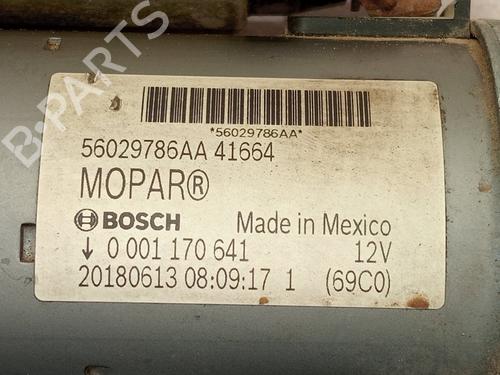 B-PARTS
*56029786AA*
56029786AA 41664
MOPAR®
BOSCH Made in Mexico
↓ 0 001 170 641 12V
20180613 08:09:17 1 (69C0)